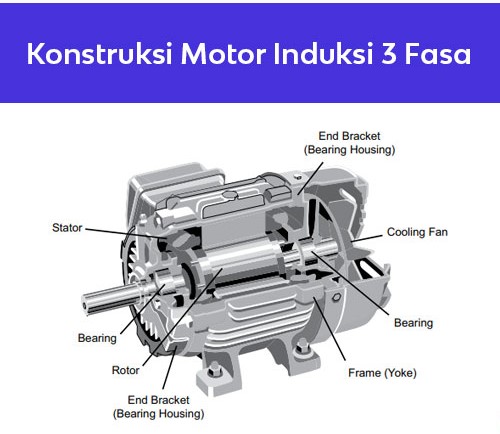 Konstruksi Motor Induksi 3 Fasa
End Bracket
(Bearing Housing)
Stator
Cooling Fan
Bearing
Bearing
Rotor
Frame (Yoke)
End Bracket
(Bearing Housing)